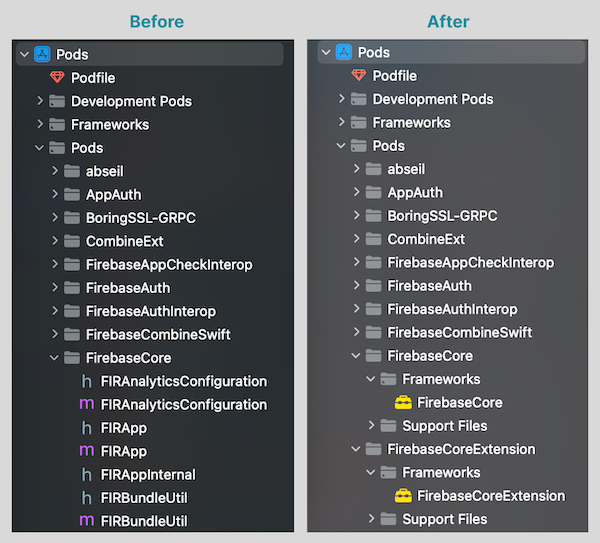 Before
Pods
Podfile
Development Pods
Frameworks
Pods
abseil
AppAuth
BoringSSL-GRPC
CombineExt
FirebaseAppCheckInterop
FirebaseAuth
FirebaseAuthInterop
FirebaseCombineSwift
FirebaseCore
h FIRAnalyticsConfiguration
m FIRAnalyticsConfiguration
h FIRApp
m FIRApp
h FIRAppInternal
h FIRBundleUtil
m FIRBundleUtil
After
Pods
Podfile
Development Pods
Frameworks
Pods
abseil
AppAuth
BoringSSL-GRPC
CombineExt
FirebaseAppCheckInterop
FirebaseAuth
FirebaseAuthInterop
FirebaseCombineSwift
FirebaseCore
Frameworks
FirebaseCore
Support Files
FirebaseCoreExtension
Frameworks
FirebaseCoreExtension
Support Files